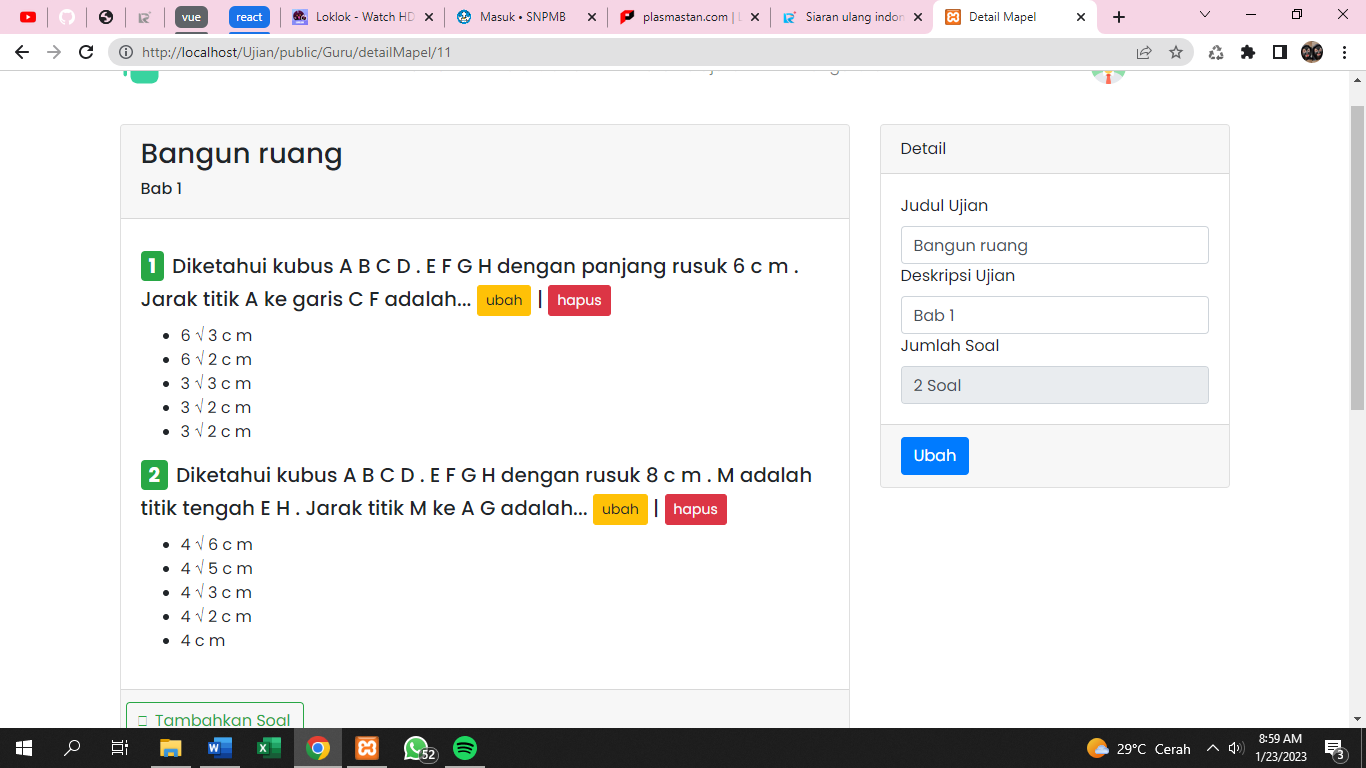 vue
react
Loklok - Watch HD
Masuk • SNPMB
plasmastan.com | L
Siaran ulang indon
Detail Mapel
http://localhost/Ujian/public/Guru/detailMapel/11
Bangun ruang
Bab 1
1 Diketahui kubus A B C D . E F G H dengan panjang rusuk 6 c m .
Jarak titik A ke garis C F adalah... ubah | hapus
• 6 √ 3 c m
• 6 √ 2 c m
• 3 √ 3 c m
• 3 √ 2 c m
• 3 √ 2 c m
2 Diketahui kubus A B C D . E F G H dengan rusuk 8 c m . M adalah
titik tengah E H . Jarak titik M ke A G adalah... ubah | hapus
• 4 √ 6 c m
• 4 √ 5 c m
• 4 √ 3 c m
• 4 √ 2 c m
• 4 c m
Tambahkan Soal
Detail
Judul Ujian
Bangun ruang
Deskripsi Ujian
Bab 1
Jumlah Soal
2 Soal
Ubah
52
29°C Cerah
8:59 AM
1/23/2023
3